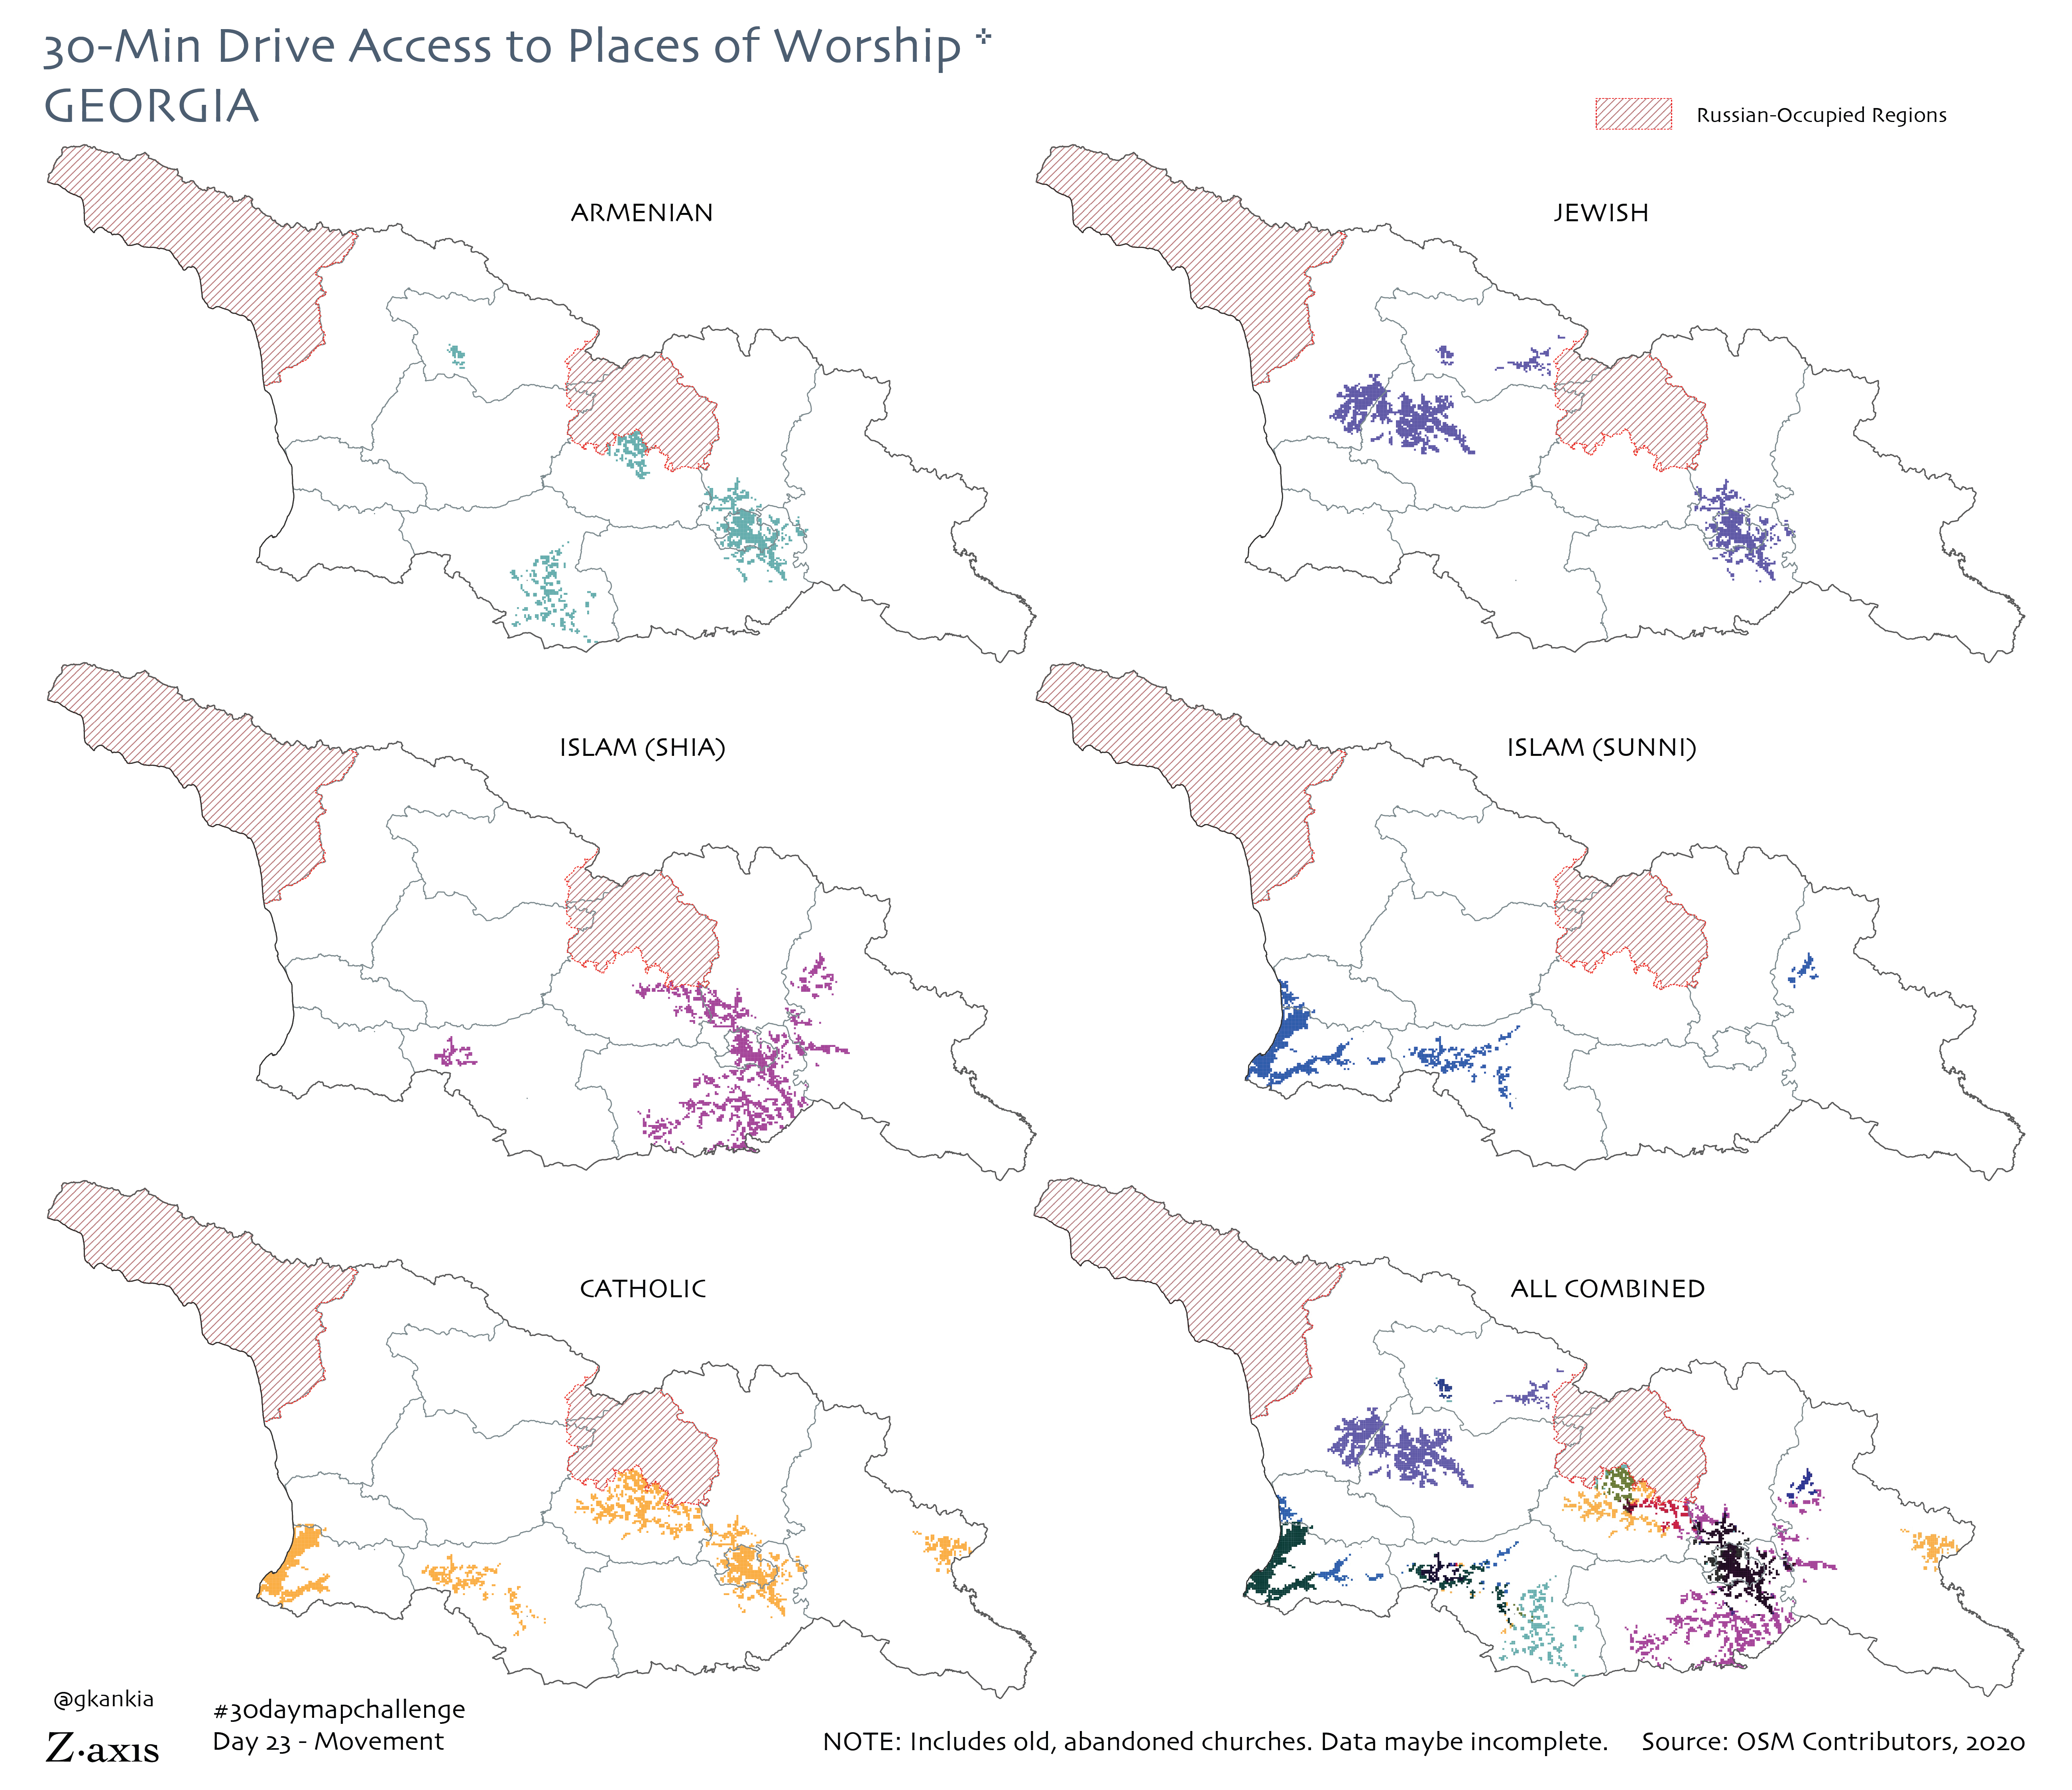 30-Min Drive Access to Places of Worship ⊹
GEORGIA
Russian-Occupied Regions
ARMENIAN
JEWISH
ISLAM (SHIA)
ISLAM (SUNNI)
CATHOLIC
ALL COMBINED
@gkankia
Z·axis
#30daymapchallenge
Day 23 - Movement
NOTE: Includes old, abandoned churches. Data maybe incomplete.
Source: OSM Contributors, 2020